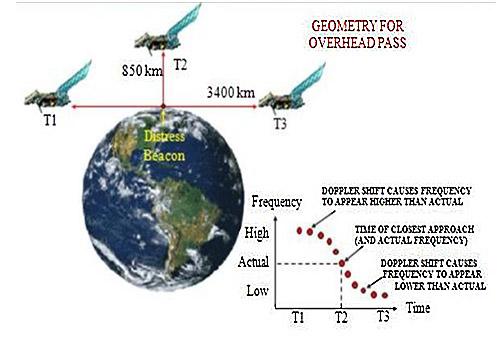 GEOMETRY FOR
OVERHEAD PASS
T2
850 km
3400 km
T1
T3
Distress
Beacon
Frequency
DOPPLER SHIFT CAUSES FREQUENCY
TO APPEAR HIGHER THAN ACTUAL
High
TIME OF CLOSEST APPROACH
(AND ACTUAL FREQUENCY)
Actual
DOPPLER SHIFT CAUSES
FREQUENCY TO APPEAR
LOWER THAN ACTUAL
Low
Time
T1
T2
T3